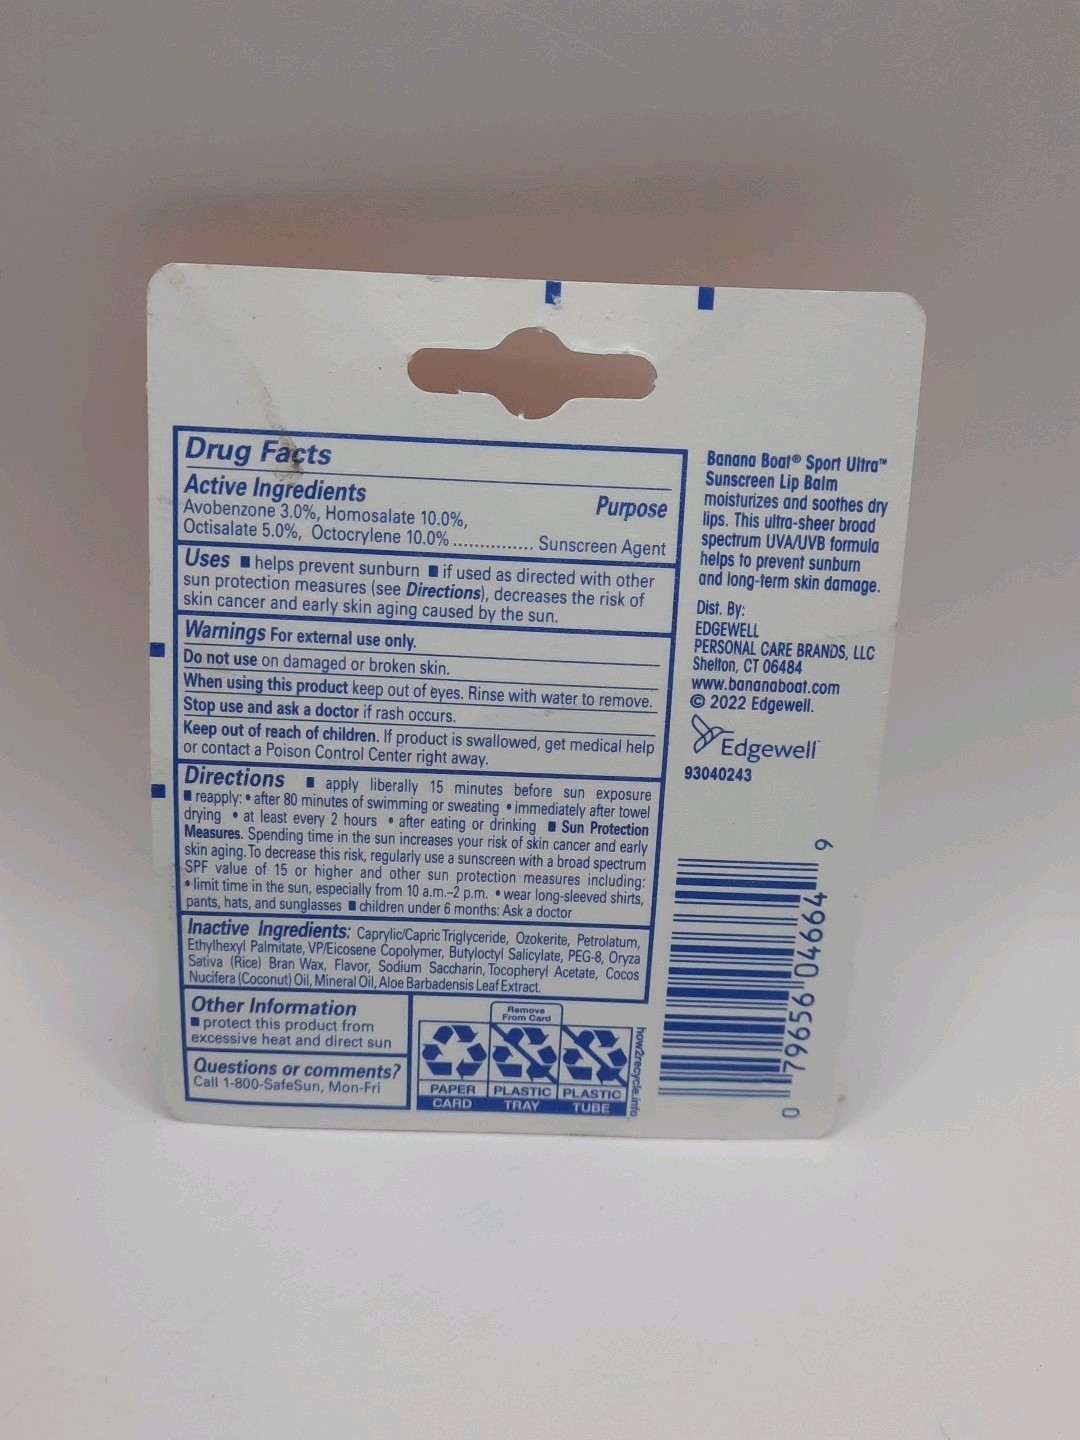 Drug Facts
Active Ingredients
Purpose
Avobenzone 3.0%, Homosalate 10.0%,
Octisalate 5.0%, Octocrylene 10.0% ............... Sunscreen Agent
Uses ■ helps prevent sunburn ■ if used as directed with other
sun protection measures (see Directions), decreases the risk of
skin cancer and early skin aging caused by the sun.
Warnings For external use only.
Do not use on damaged or broken skin.
When using this product keep out of eyes. Rinse with water to remove.
Stop use and ask a doctor if rash occurs.
Keep out of reach of children. If product is swallowed, get medical help
or contact a Poison Control Center right away.
Directions ■ apply liberally 15 minutes before sun exposure
■ reapply: • after 80 minutes of swimming or sweating • immediately after towel
drying • at least every 2 hours • after eating or drinking ■ Sun Protection
Measures. Spending time in the sun increases your risk of skin cancer and early
skin aging. To decrease this risk, regularly use a sunscreen with a broad spectrum
SPF value of 15 or higher and other sun protection measures including:
• limit time in the sun, especially from 10 a.m.–2 p.m. • wear long-sleeved shirts,
pants, hats, and sunglasses ■ children under 6 months: Ask a doctor
Inactive Ingredients: Caprylic/Capric Triglyceride, Ozokerite, Petrolatum,
Ethylhexyl Palmitate, VP/Eicosene Copolymer, Butyloctyl Salicylate, PEG-8, Oryza
Sativa (Rice) Bran Wax, Flavor, Sodium Saccharin, Tocopheryl Acetate, Cocos
Nucifera (Coconut) Oil, Mineral Oil, Aloe Barbadensis Leaf Extract.
Other Information
■ protect this product from
excessive heat and direct sun
Questions or comments?
Call 1-800-SafeSun, Mon-Fri
Remove
From Card
PAPER PLASTIC PLASTIC
CARD TRAY TUBE
how2recycle.info
Banana Boat® Sport Ultra™
Sunscreen Lip Balm
moisturizes and soothes dry
lips. This ultra-sheer broad
spectrum UVA/UVB formula
helps to prevent sunburn
and long-term skin damage.
Dist. By:
EDGEWELL
PERSONAL CARE BRANDS, LLC
Shelton, CT 06484
www.bananaboat.com
© 2022 Edgewell.
Edgewell™
93040243
0 79656 04664 9